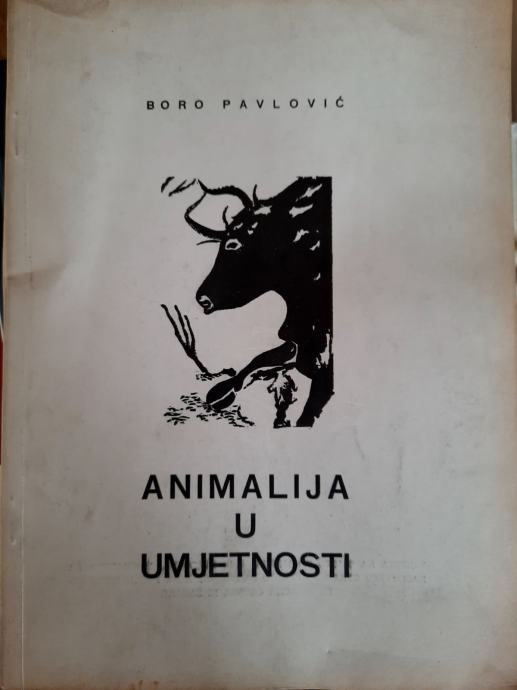 BORO PAVLOVIĆ
ANIMALIJA
U
UMJETNOSTI